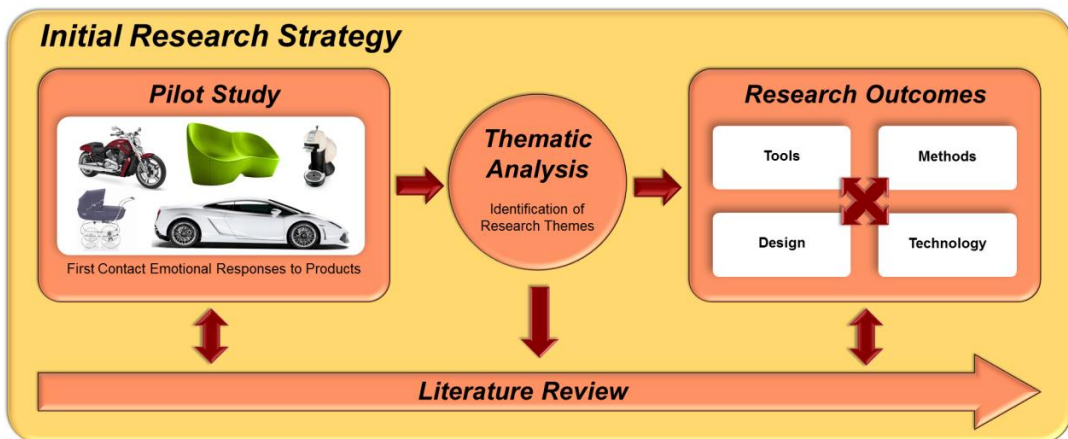 Initial Research Strategy
Pilot Study
First Contact Emotional Responses to Products
Thematic
Analysis
Identification of
Research Themes
Research Outcomes
Tools
Methods
Design
Technology
Literature Review